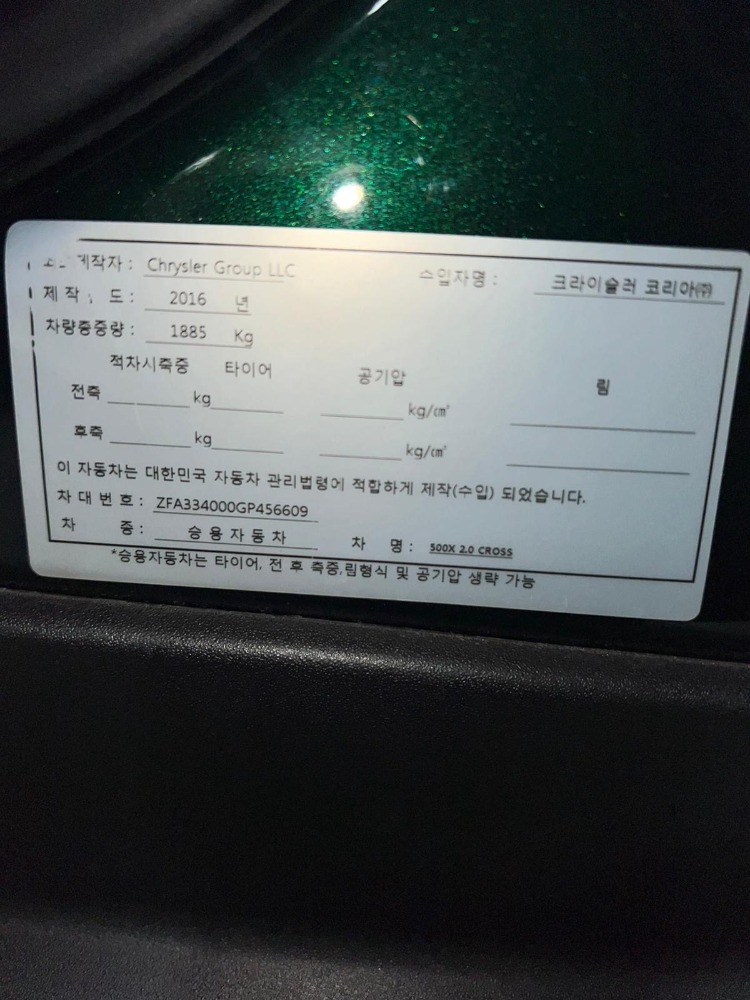 제작자 : Chrysler Group LLC 수입자명 : 크라이슬러 코리아㈜
제작 도 : 2016 년
차량총중량 : 1885 Kg
적차시축중 타이어 공기압 림
전축 kg kg/㎠
후축 kg kg/㎠
이 자동차는 대한민국 자동차 관리법령에 적합하게 제작(수입) 되었습니다.
차 대 번 호 : ZFA334000GP456609
차 종 : 승 용 자 동 차 차 명 : 500X 2.0 CROSS
*승용자동차는 타이어, 전 후 축중,림형식 및 공기압 생략 가능